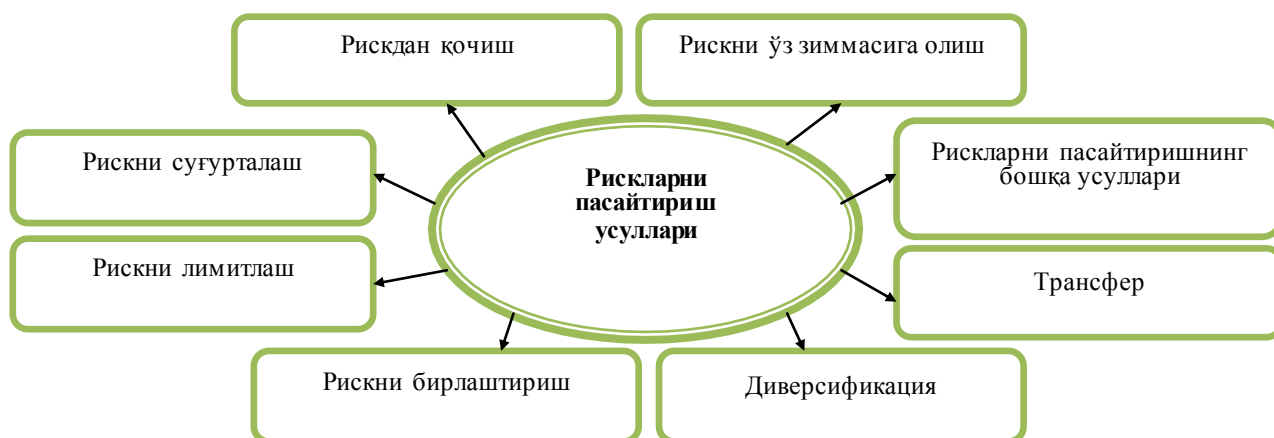 Рискдан қочиш
Рискни ўз зиммасига олиш
Рискни суғурталаш
Рискларни
пасайтириш
усуллари
Рискларни пасайтиришнинг
бошқа усуллари
Рискни лимитлаш
Трансфер
Рискни бирлаштириш
Диверсификация